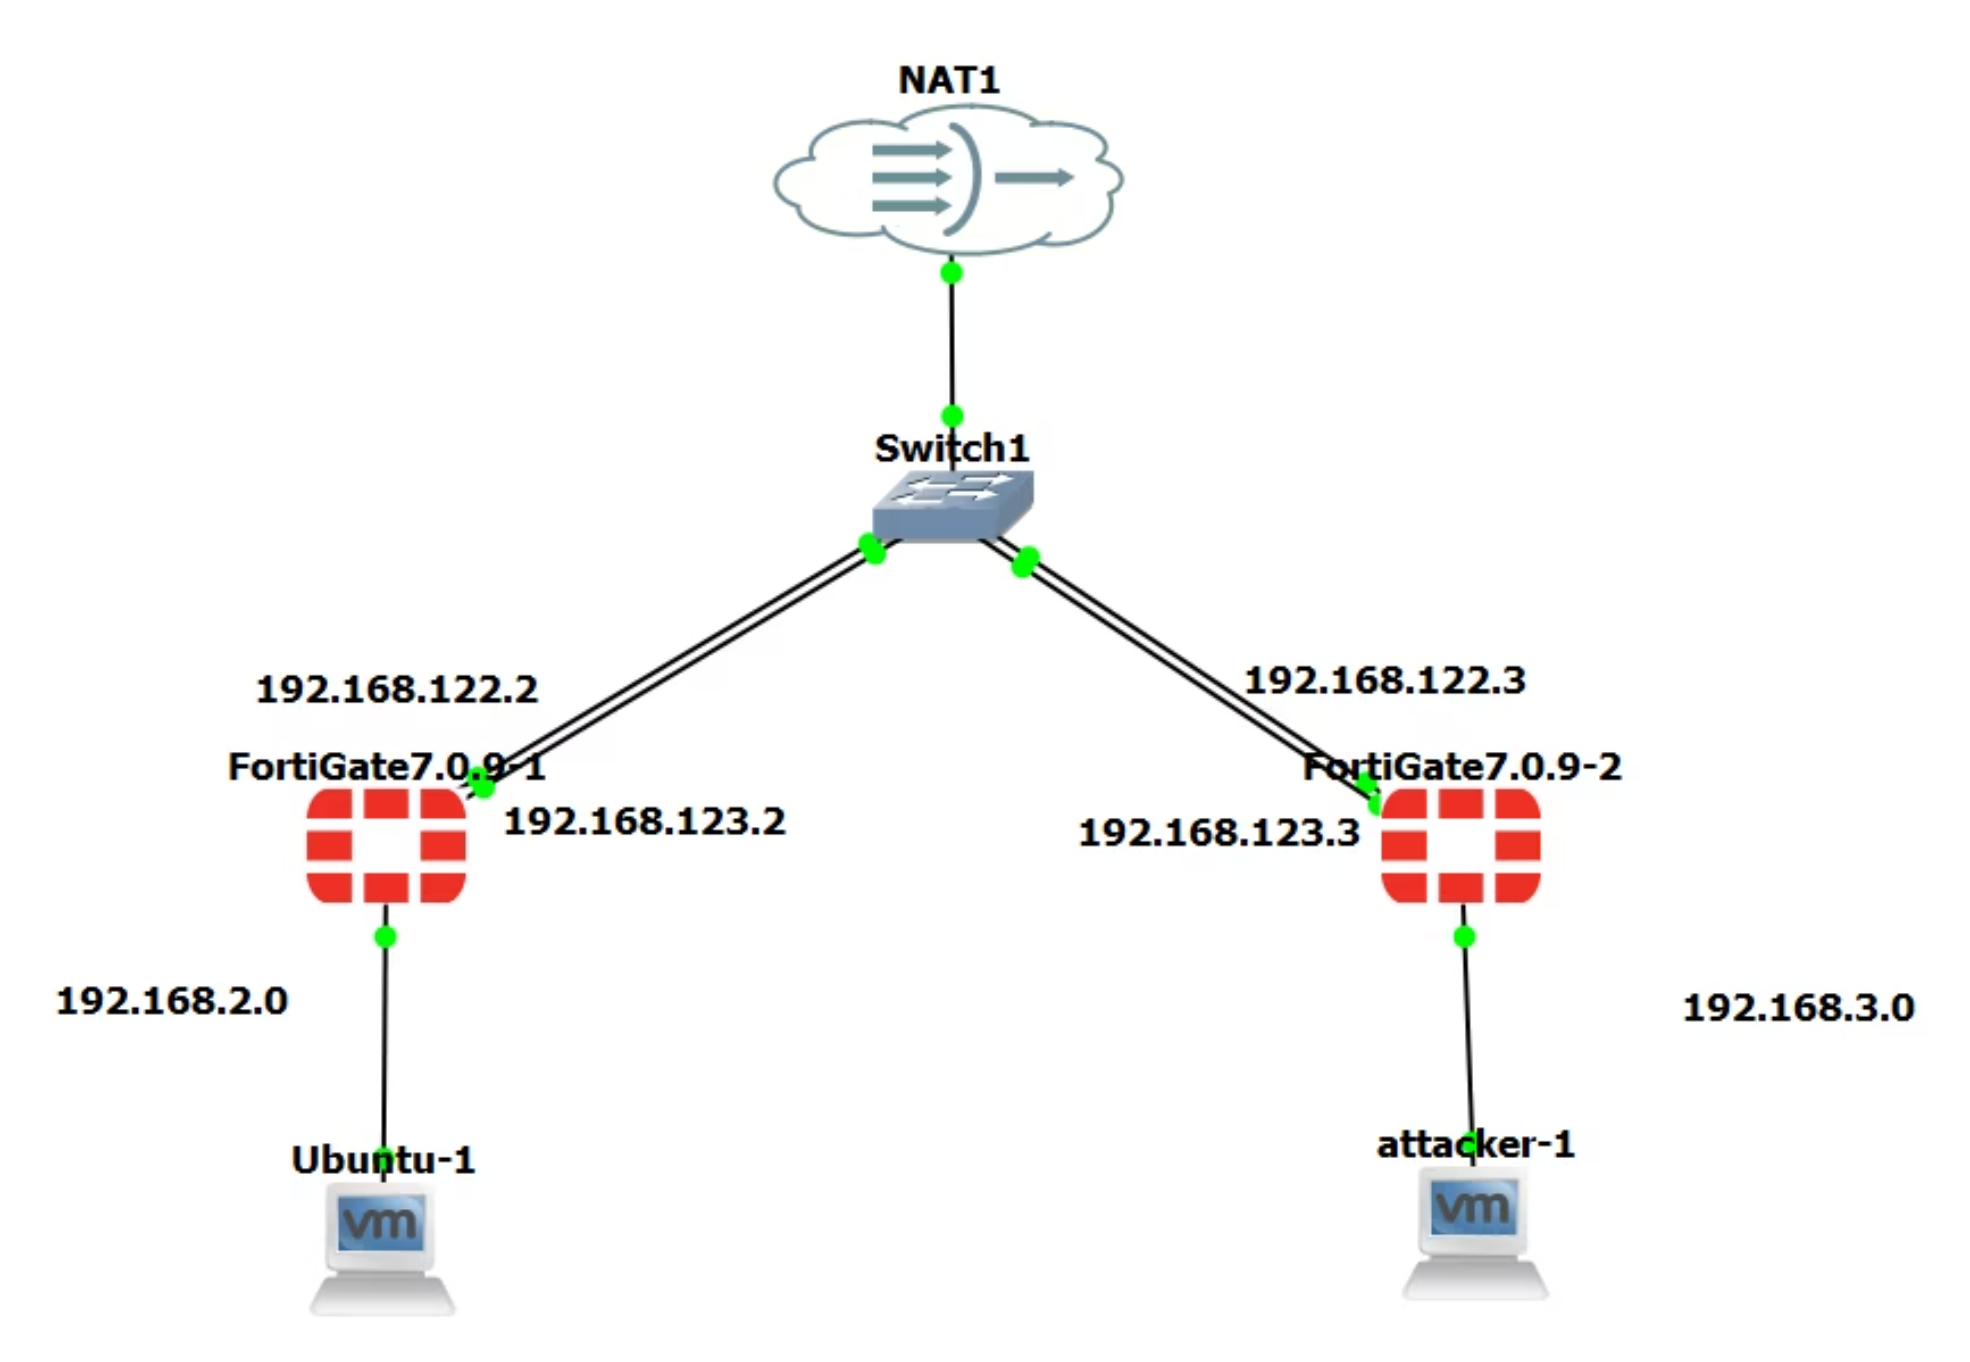 NAT1
Switch1
192.168.122.2
192.168.122.3
FortiGate7.0.9-1
FortiGate7.0.9-2
192.168.123.2
192.168.123.3
192.168.2.0
192.168.3.0
Ubuntu-1
attacker-1
vm
vm